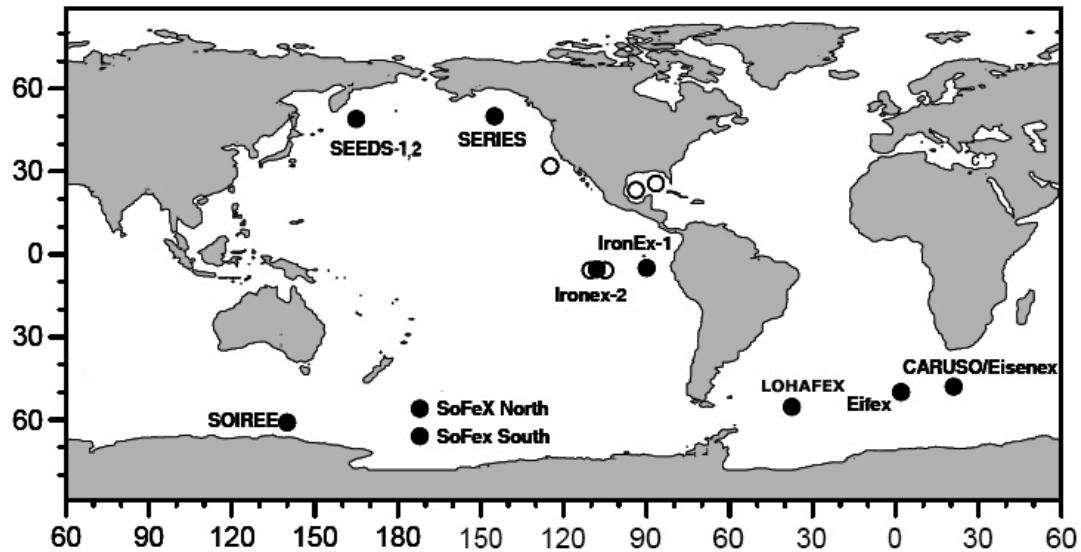 60
30
0
30
60
SEEDS-1,2
SERIES
IronEx-1
Ironex-2
CARUSO/Eisenex
LOHAFEX
Eifex
SOIREE
SoFeX North
SoFex South
60 90 120 150 180 150 120 90 60 30 0 30 60